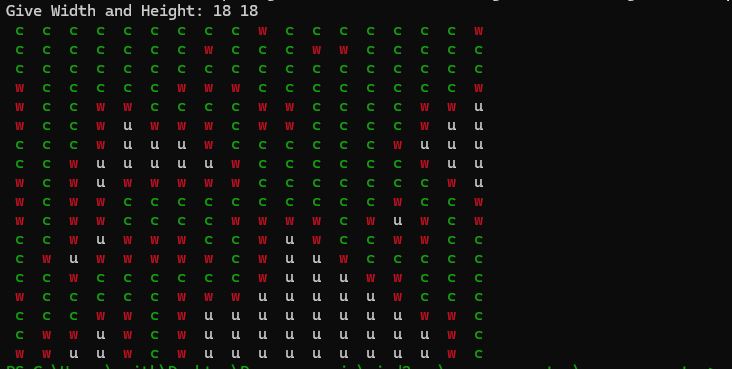 Give Width and Height: 18 18
c c c c c c c c c w c c c c c c c w
c c c c c c c w c c c w w c c c c c
c c c c c c c c c c c c c c c c c c
w c c c c c w w w c c c c c c c c w
w c c w w c c c c w w c c c c w w u
w c c w u w w w c w w c c c c w u u
c c c w u u u w c c c c c c w u u u
c c w u u u u u w c c c c c c w u u
w c w u w w w w w c c c c c c c w u
w c w w c c c c c c c c c c w c c w
w c w w c c c c w w w w c w u w c w
c c w u w w w c c w u w c c w w c c
c w u w w w w c c w u u w c c c c c
c c w c c c c c c w u u u w w c c c
w c c c c c w w w u u u u u w c c c
c c c w w c w u u u u u u u u w w c
c w w u w c w u u u u u u u u u w c
w w u u w c w u u u u u u u u u w c